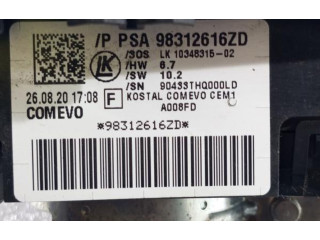 /P PSA 98312616ZD
/SOS LK 10348315-02
/HW 6.7
/SW 10.2
/SN 90433THQ000LD
26.08.20 17:08 F KOSTAL COMEVO CEM1
COMEVO A008FD
*98312616ZD*